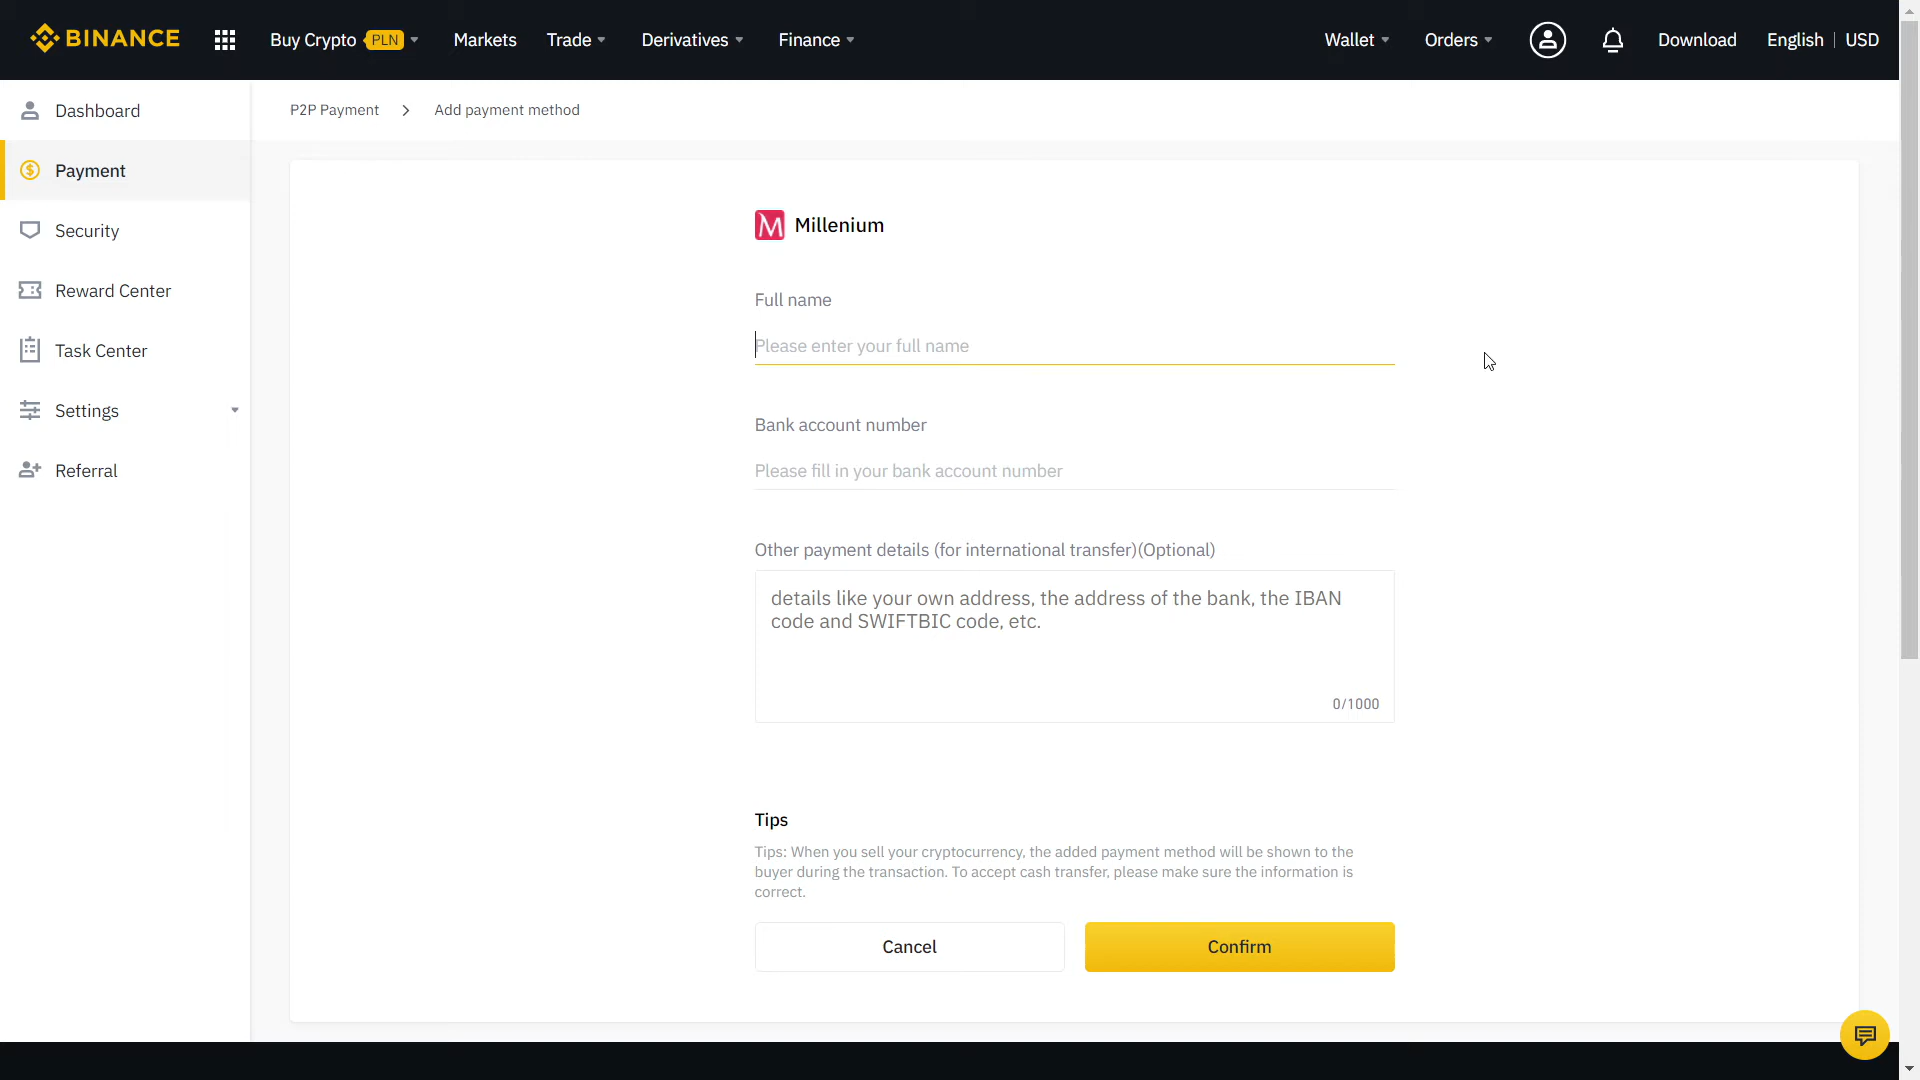 BINANCE
Buy Crypto PLN
Markets
Trade
Derivatives
Finance
Wallet
Orders
Download
English | USD
Dashboard
Payment
Security
Reward Center
Task Center
Settings
Referral
P2P Payment > Add payment method
M Millenium
Full name
Please enter your full name
Bank account number
Please fill in your bank account number
Other payment details (for international transfer)(Optional)
details like your own address, the address of the bank, the IBAN
code and SWIFTBIC code, etc.
0/1000
Tips
Tips: When you sell your cryptocurrency, the added payment method will be shown to the
buyer during the transaction. To accept cash transfer, please make sure the information is
correct.
Cancel
Confirm